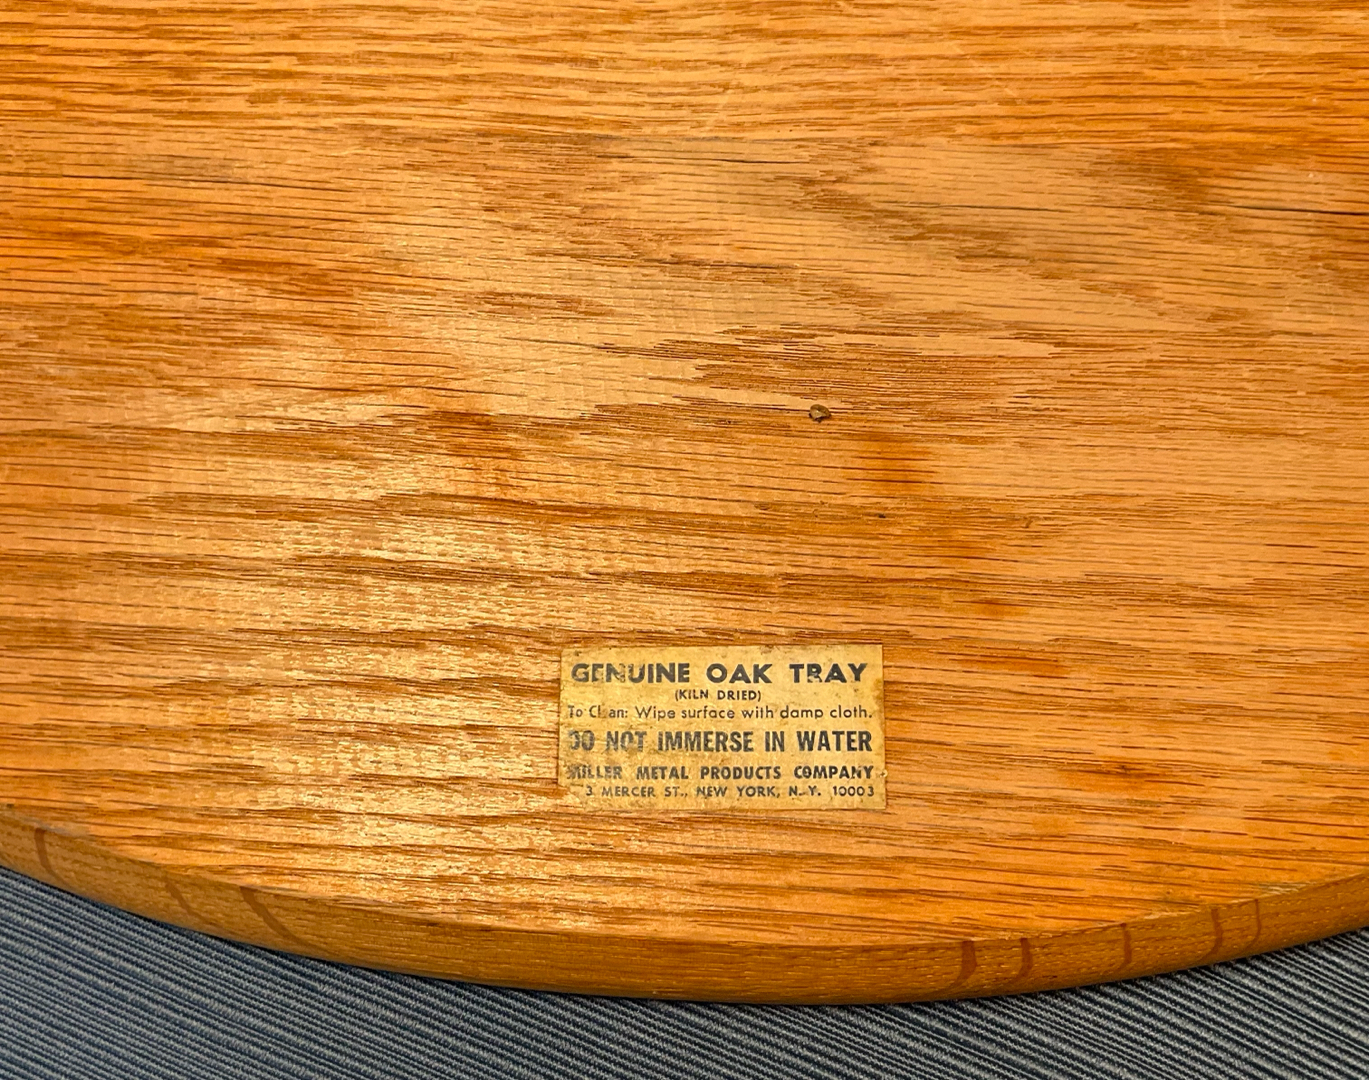 GENUINE OAK TRAY
(KILN DRIED)
To Clean: Wipe surface with damp cloth.
DO NOT IMMERSE IN WATER
MILLER METAL PRODUCTS COMPANY
3 MERCER ST., NEW YORK, N.Y. 10003